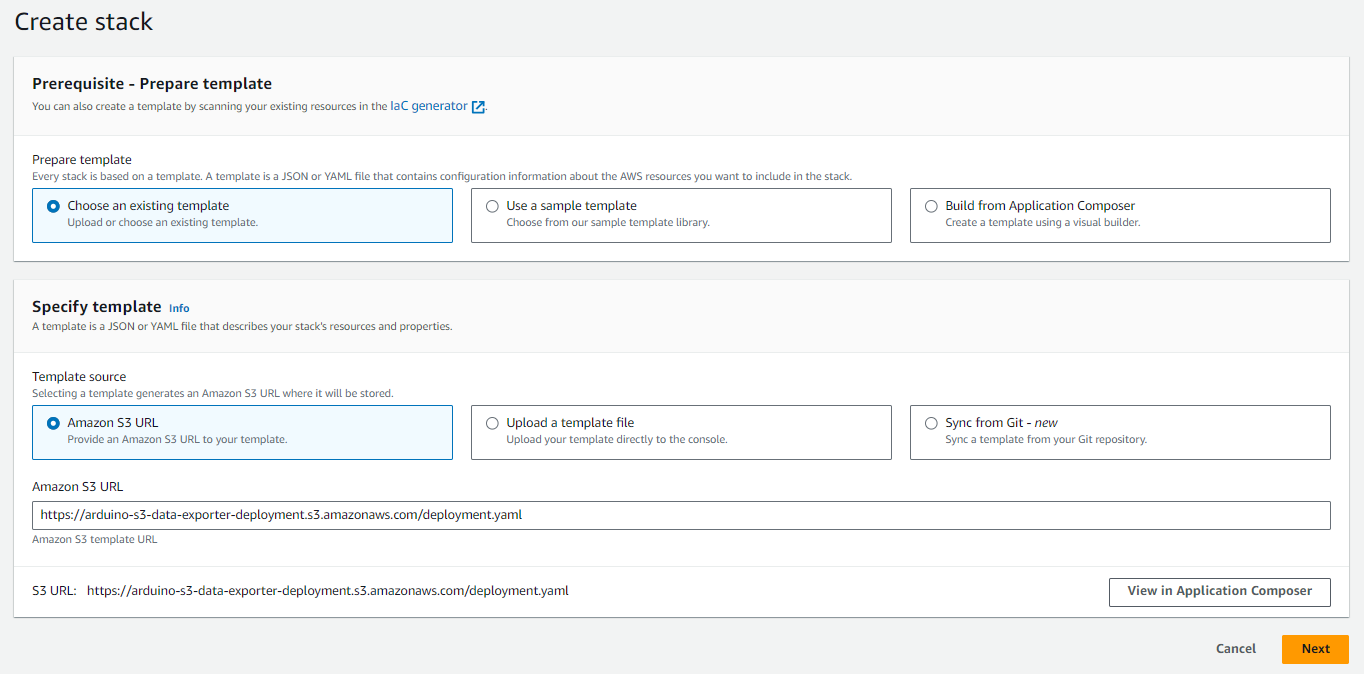 Create stack
Prerequisite - Prepare template
You can also create a template by scanning your existing resources in the IaC generator.
Prepare template
Every stack is based on a template. A template is a JSON or YAML file that contains configuration information about the AWS resources you want to include in the stack.
Choose an existing template
Upload or choose an existing template.
Use a sample template
Choose from our sample template library.
Build from Application Composer
Create a template using a visual builder.
Specify template Info
A template is a JSON or YAML file that describes your stack's resources and properties.
Template source
Selecting a template generates an Amazon S3 URL where it will be stored.
Amazon S3 URL
Provide an Amazon S3 URL to your template.
Upload a template file
Upload your template directly to the console.
Sync from Git - new
Sync a template from your Git repository.
Amazon S3 URL
https://arduino-s3-data-exporter-deployment.s3.amazonaws.com/deployment.yaml
Amazon S3 template URL
S3 URL: https://arduino-s3-data-exporter-deployment.s3.amazonaws.com/deployment.yaml
View in Application Composer
Cancel
Next